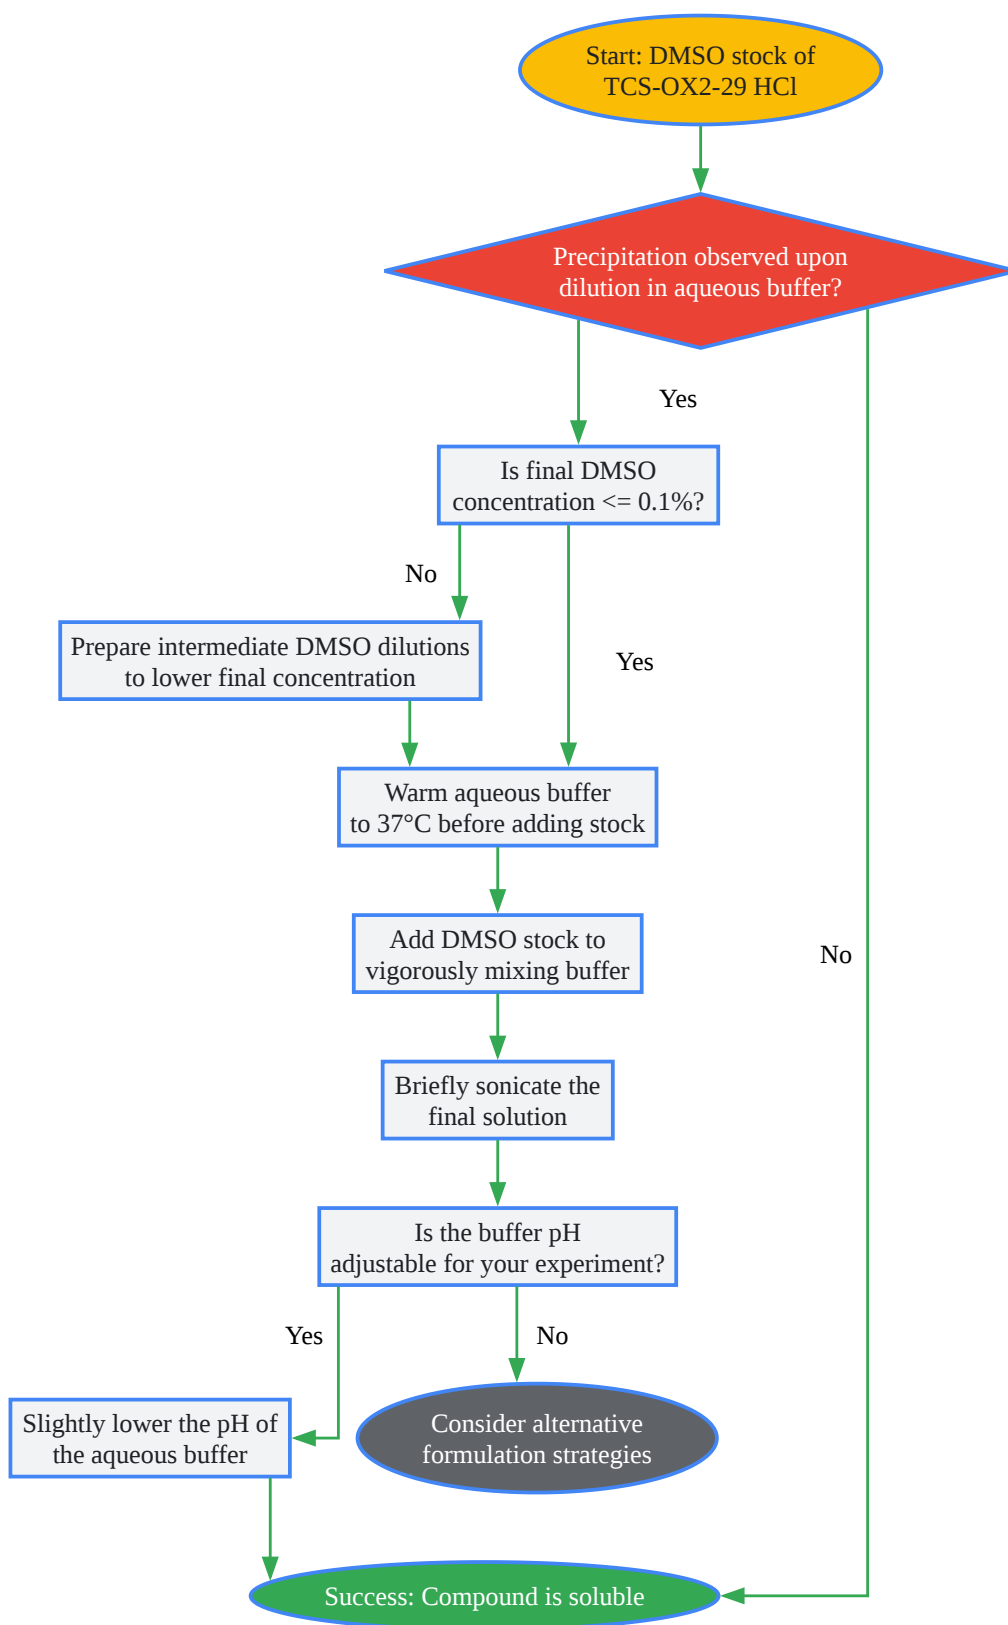 Start: DMSO stock of
TCS-OX2-29 HCl
Precipitation observed upon
dilution in aqueous buffer?
Yes
Is final DMSO
concentration <= 0.1%?
No
Prepare intermediate DMSO dilutions
to lower final concentration
Yes
Warm aqueous buffer
to 37°C before adding stock
Add DMSO stock to
vigorously mixing buffer
No
Briefly sonicate the
final solution
Is the buffer pH
adjustable for your experiment?
Yes
No
Slightly lower the pH of
the aqueous buffer
Consider alternative
formulation strategies
Success: Compound is soluble